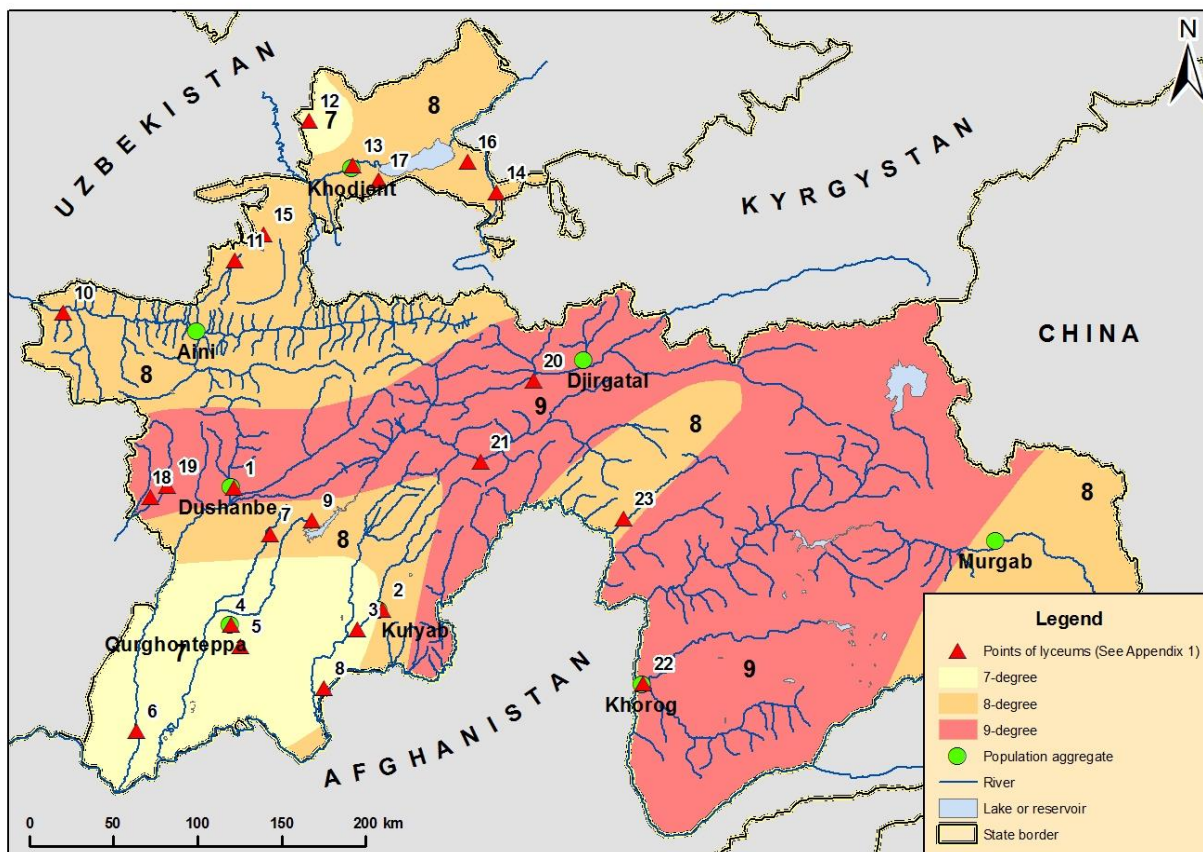 N
UZBEKISTAN
KYRGYSTAN
CHINA
AFGHANISTAN
12
7
8
13
16
17
Khodjent
14
15
11
10
Aini
8
20
Djirgatal
9
8
21
18
19
1
Dushanbe
9
7
8
23
8
Murgab
2
3
Kulyab
4
5
Qurghonteppa
7
8
22
Khorog
9
6
0 50 100 200 km
Legend
Points of lyceums (See Appendix 1)
7-degree
8-degree
9-degree
Population aggregate
River
Lake or reservoir
State border